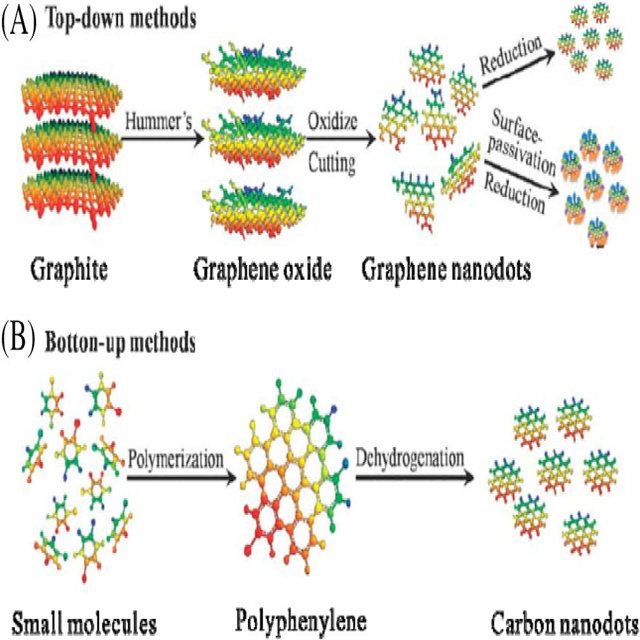 (A) Top-down methods
Hummer's
Oxidize
Cutting
Reduction
Surface-
passivation
Reduction
Graphite
Graphene oxide
Graphene nanodots
(B) Botton-up methods
Polymerization
Dehydrogenation
Small molecules
Polyphenylene
Carbon nanodots